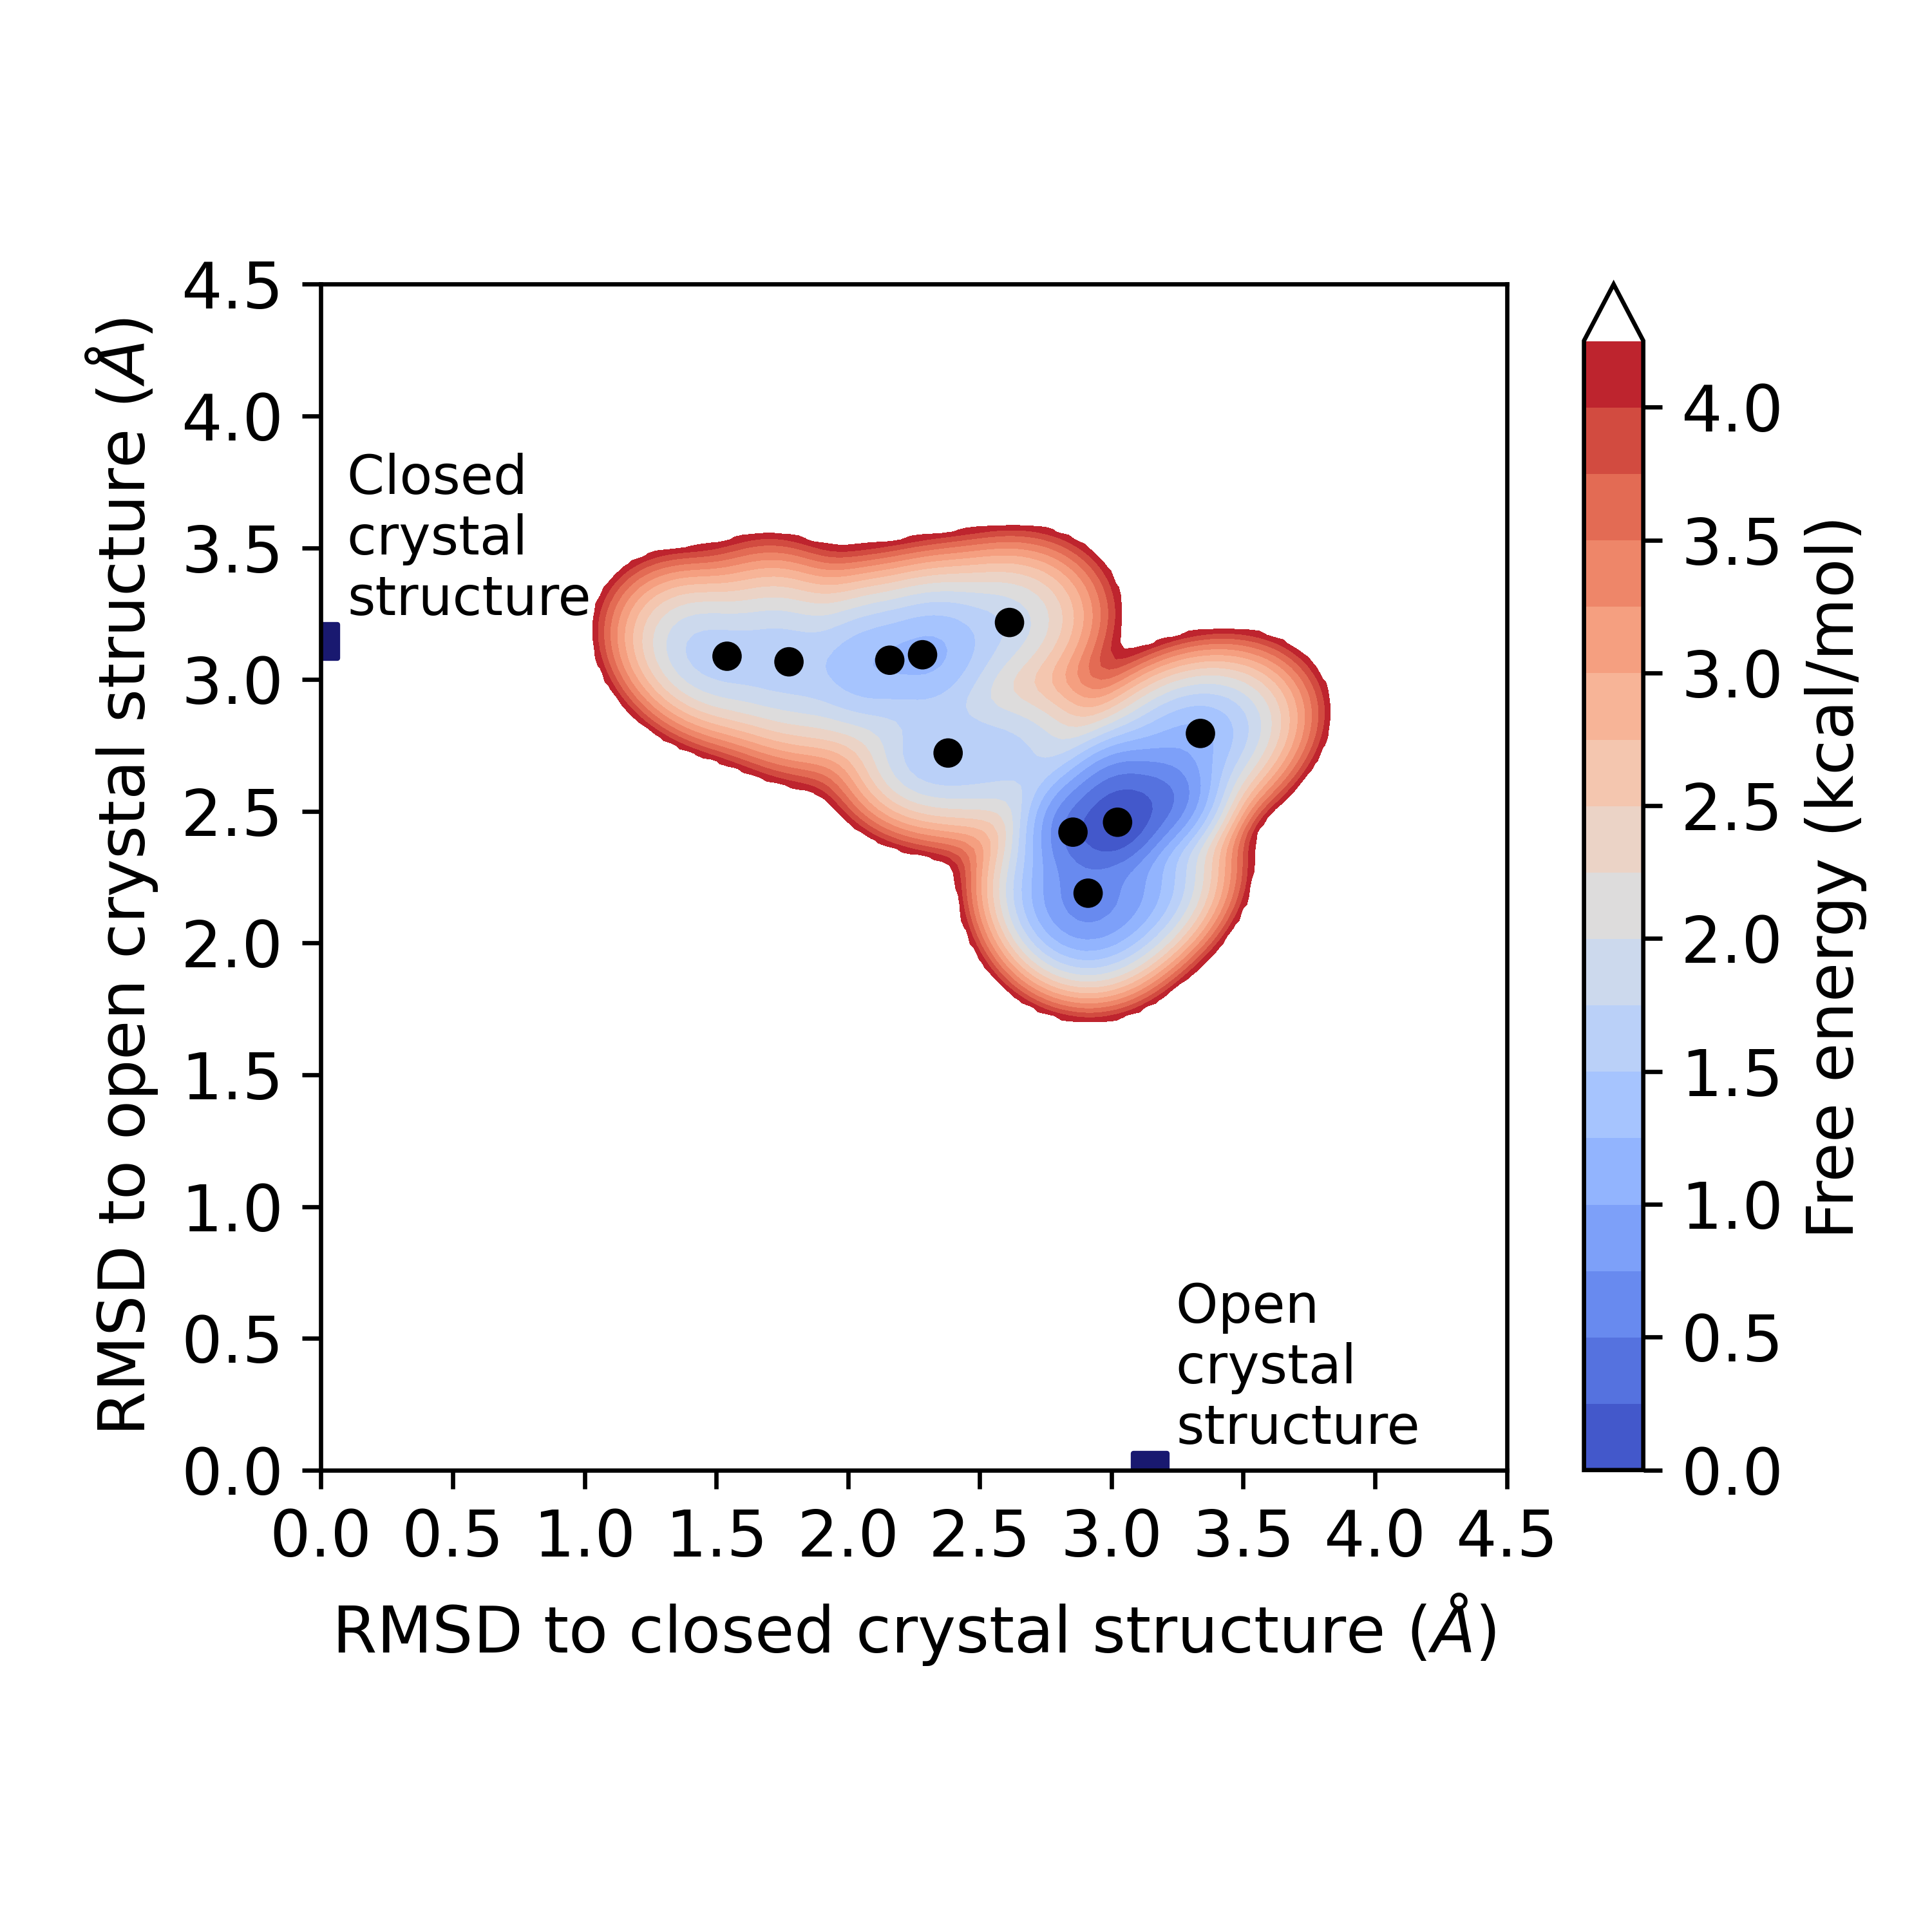 RMSD to open crystal structure (Å)
4.5
4.0
3.5
3.0
2.5
2.0
1.5
1.0
0.5
0.0
Closed
crystal
structure
Open
crystal
structure
0.0 0.5 1.0 1.5 2.0 2.5 3.0 3.5 4.0 4.5
RMSD to closed crystal structure (Å)
4.0
3.5
3.0
2.5
2.0
1.5
1.0
0.5
0.0
Free energy (kcal/mol)